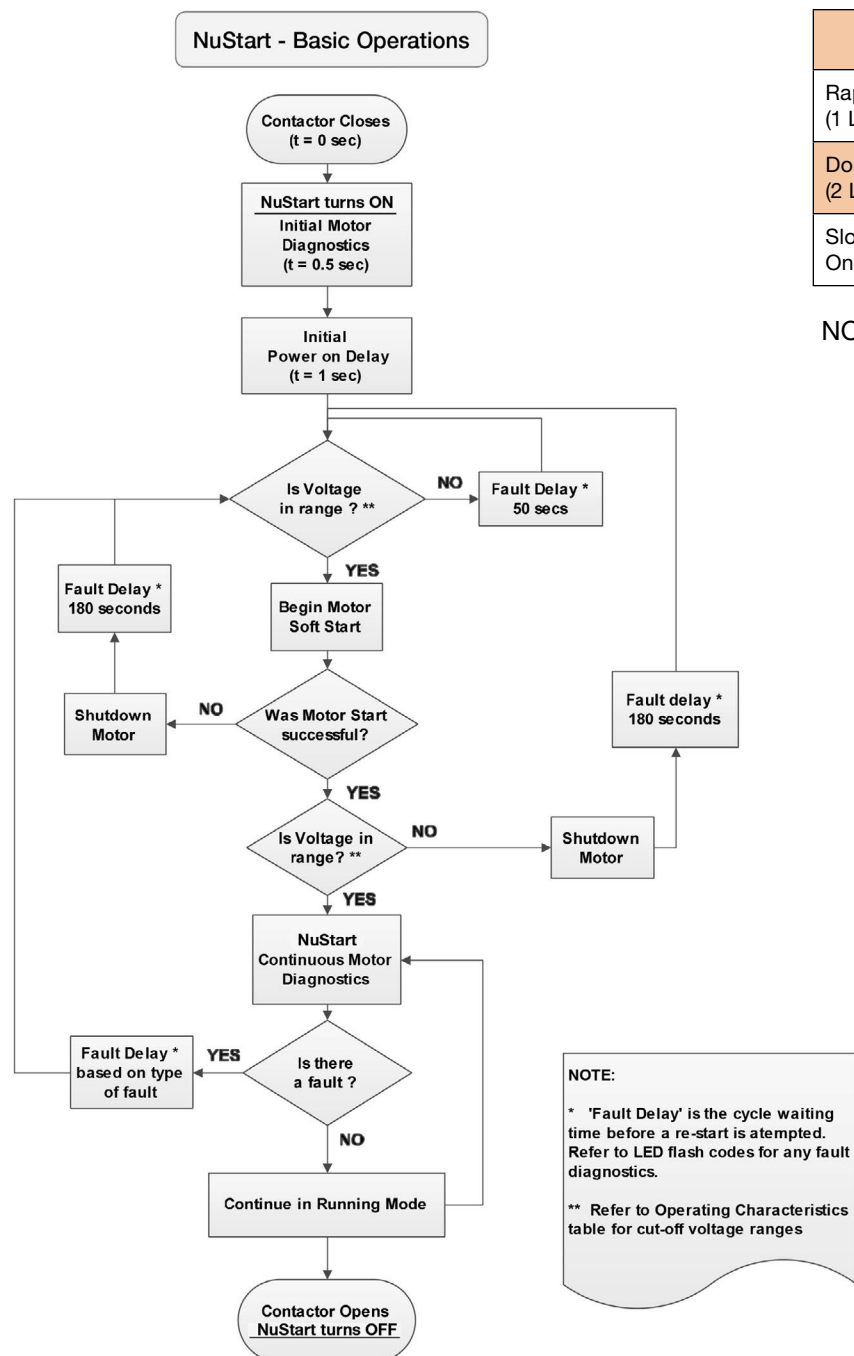 NuStart - Basic Operations
Contactor Closes
(t = 0 sec)
NuStart turns ON
Initial Motor
Diagnostics
(t = 0.5 sec)
Initial
Power on Delay
(t = 1 sec)
Is Voltage
in range ? **
NO
Fault Delay *
50 secs
YES
Fault Delay *
180 seconds
Begin Motor
Soft Start
Shutdown
Motor
NO
Was Motor Start
successful?
Fault delay *
180 seconds
YES
Is Voltage in
range? **
NO
Shutdown
Motor
YES
NuStart
Continuous Motor
Diagnostics
Fault Delay *
based on type
of fault
YES
Is there
a fault ?
NO
Continue in Running Mode
Contactor Opens
NuStart turns OFF
NOTE:
* 'Fault Delay' is the cycle waiting
time before a re-start is atempted.
Refer to LED flash codes for any fault
diagnostics.
** Refer to Operating Characteristics
table for cut-off voltage ranges
(1
(2
On